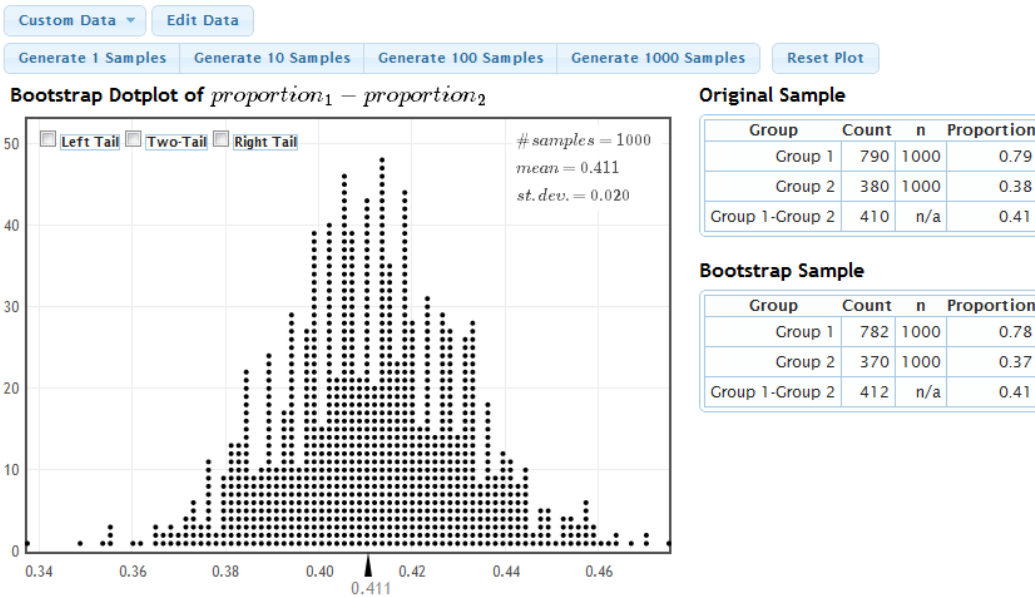 Custom Data Edit Data
Generate 1 Samples Generate 10 Samples Generate 100 Samples Generate 1000 Samples Reset Plot
Bootstrap Dotplot of proportion₁ − proportion₂
Left Tail Two-Tail Right Tail
# samples = 1000
mean = 0.411
st.dev. = 0.020
50
40
30
20
10
0
0.34 0.36 0.38 0.40 0.42 0.44 0.46
0.411
Original Sample
Group Count n Proportion
Group 1 790 1000 0.79
Group 2 380 1000 0.38
Group 1-Group 2 410 n/a 0.41
Bootstrap Sample
Group Count n Proportion
Group 1 782 1000 0.78
Group 2 370 1000 0.37
Group 1-Group 2 412 n/a 0.41